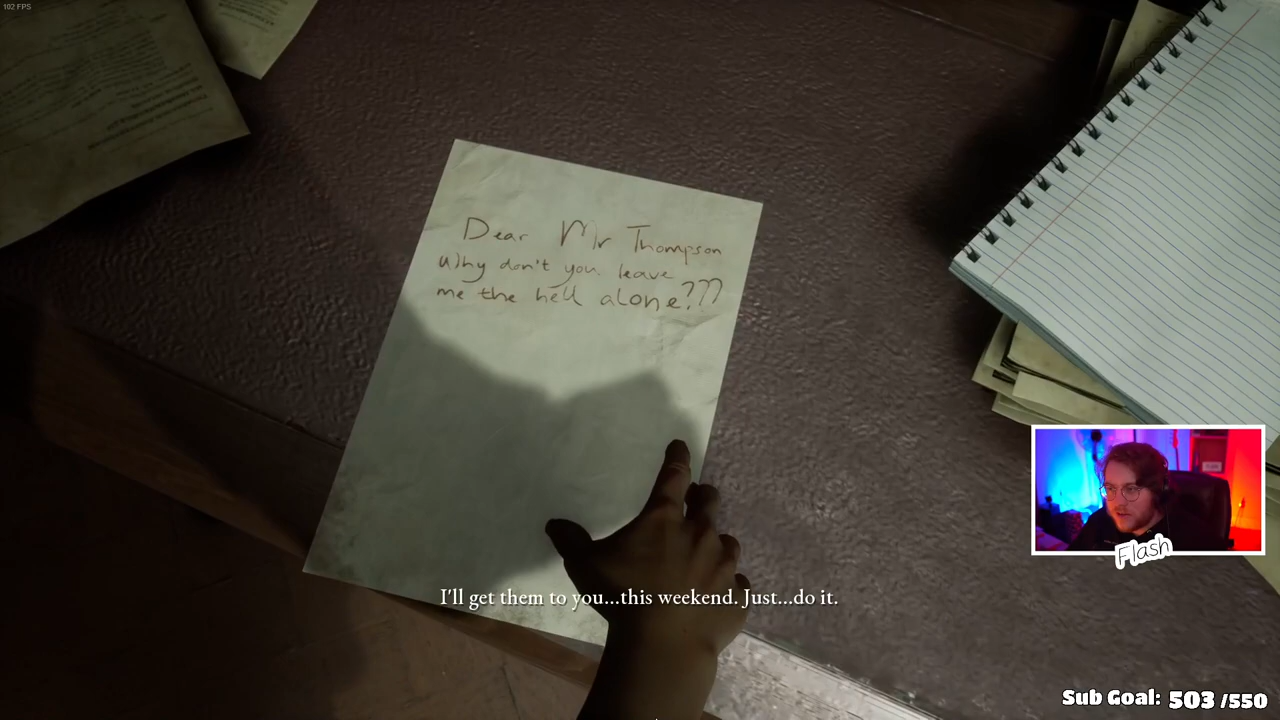 102 FPS
Dear Mr Thompson
Why don't you leave
me the hell alone???
I'll get them to you...this weekend. Just...do it.
Flash
Sub Goal: 503 /550